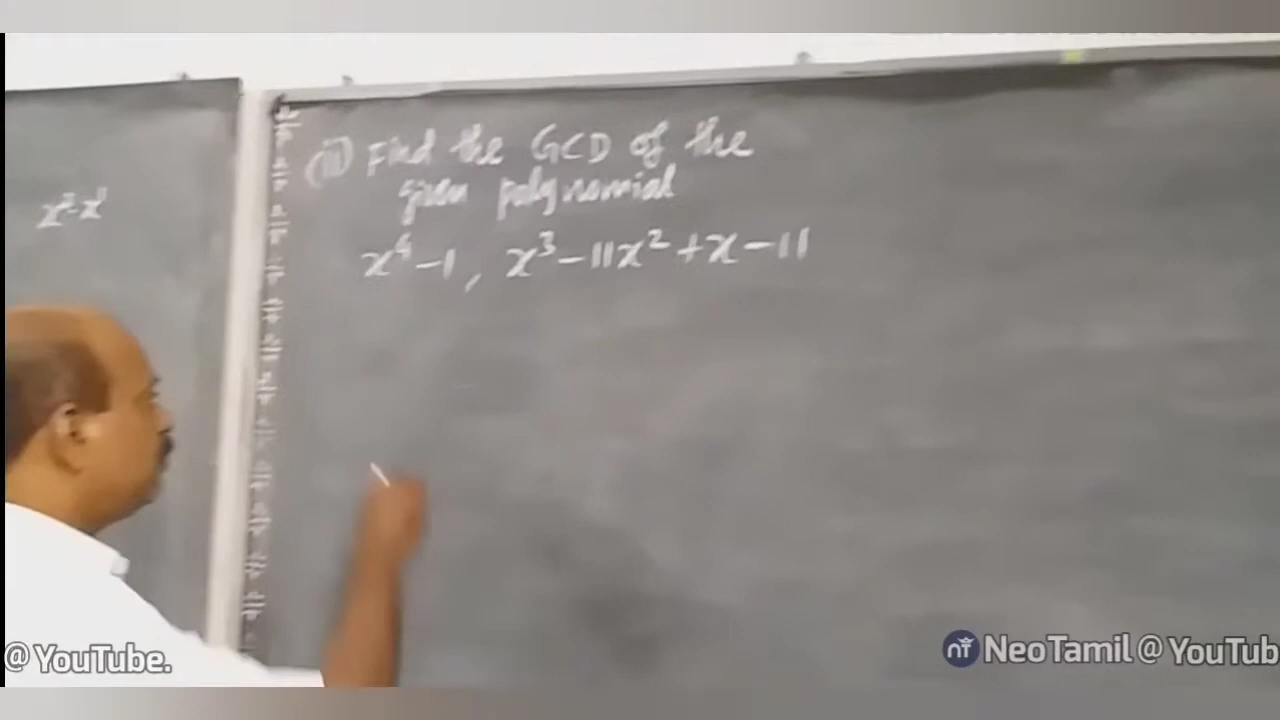 (ii) Find the GCD of the
given polynomial
x⁴-1, x³-11x²+x-11
@ YouTube.
NeoTamil @ YouTub